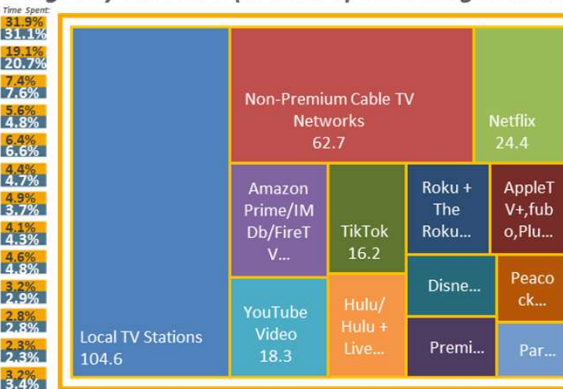 Time Spent:
31.9%
31.1%
19.1%
20.7%
7.4%
7.6%
5.6%
4.8%
6.4%
6.6%
4.4%
4.7%
4.9%
3.7%
4.1%
4.3%
4.6%
4.8%
3.2%
2.9%
2.8%
2.8%
2.3%
2.3%
3.2%
3.4%
Local TV Stations
104.6
Non-Premium Cable TV
Networks
62.7
Netflix
24.4
Amazon
Prime/IM
Db/FireT
V...
YouTube
Video
18.3
TikTok
16.2
Hulu/
Hulu +
Live...
Roku +
The
Roku...
AppleT
V+,fub
o,Plu...
Disne...
Premi...
Peaco
ck...
Par...